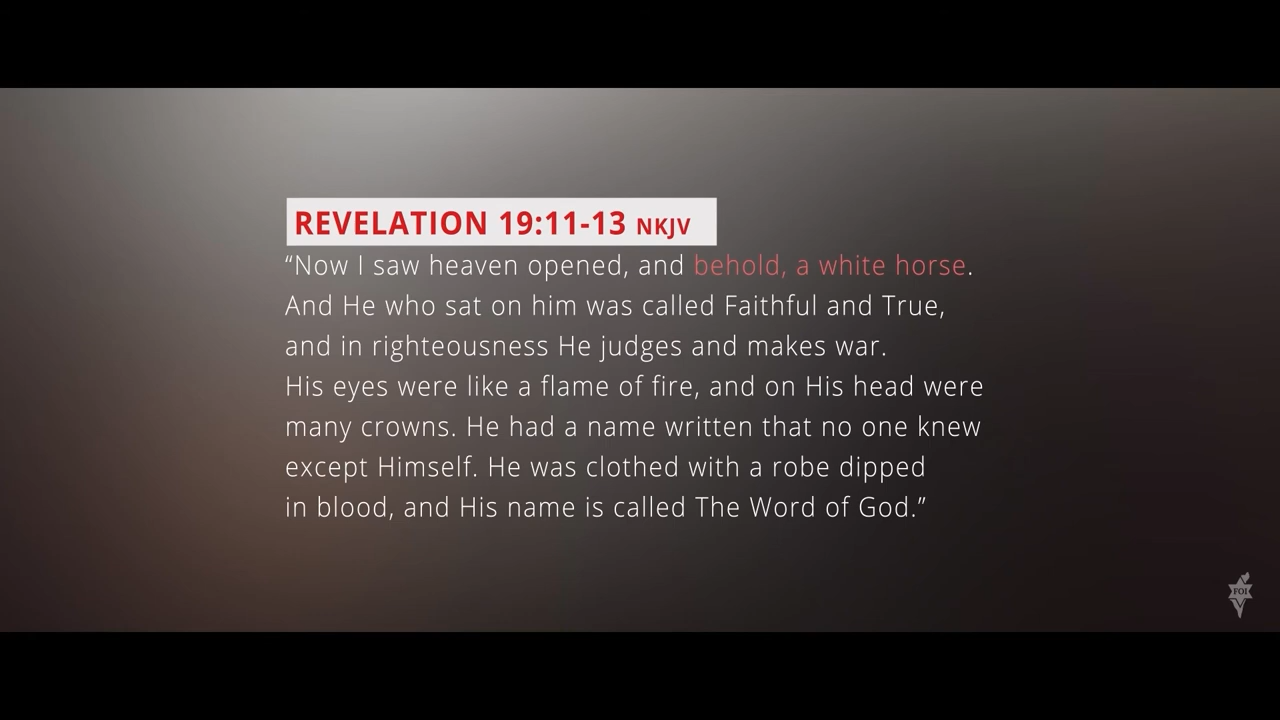 REVELATION 19:11-13 NKJV
“Now I saw heaven opened, and behold, a white horse.
And He who sat on him was called Faithful and True,
and in righteousness He judges and makes war.
His eyes were like a flame of fire, and on His head were
many crowns. He had a name written that no one knew
except Himself. He was clothed with a robe dipped
in blood, and His name is called The Word of God.”
FOI